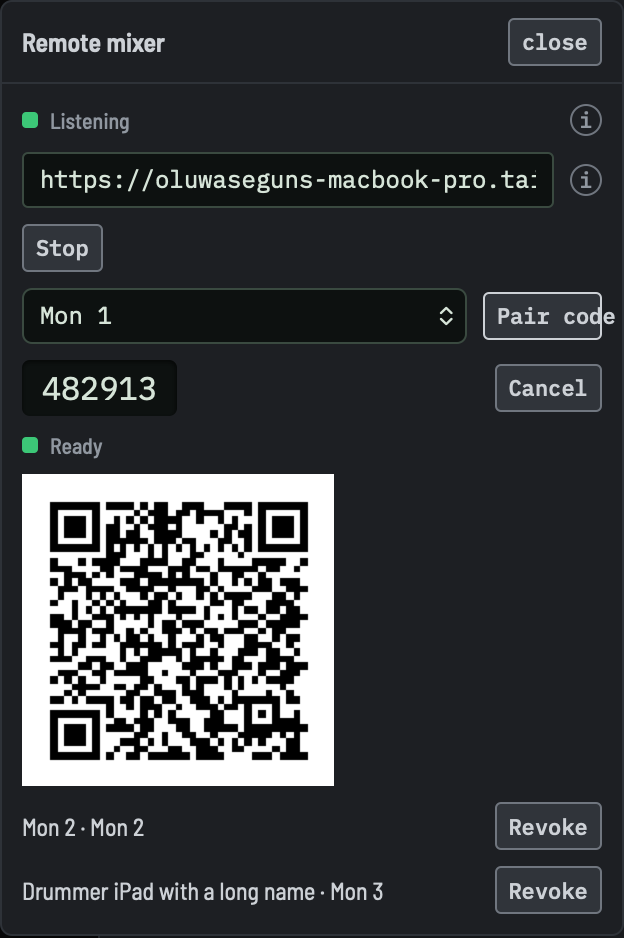 Remote mixer
close
Listening
i
https://oluwaseguns-macbook-pro.tai
i
Stop
Mon 1
Pair code
482913
Cancel
Ready
Mon 2 · Mon 2
Revoke
Drummer iPad with a long name · Mon 3
Revoke